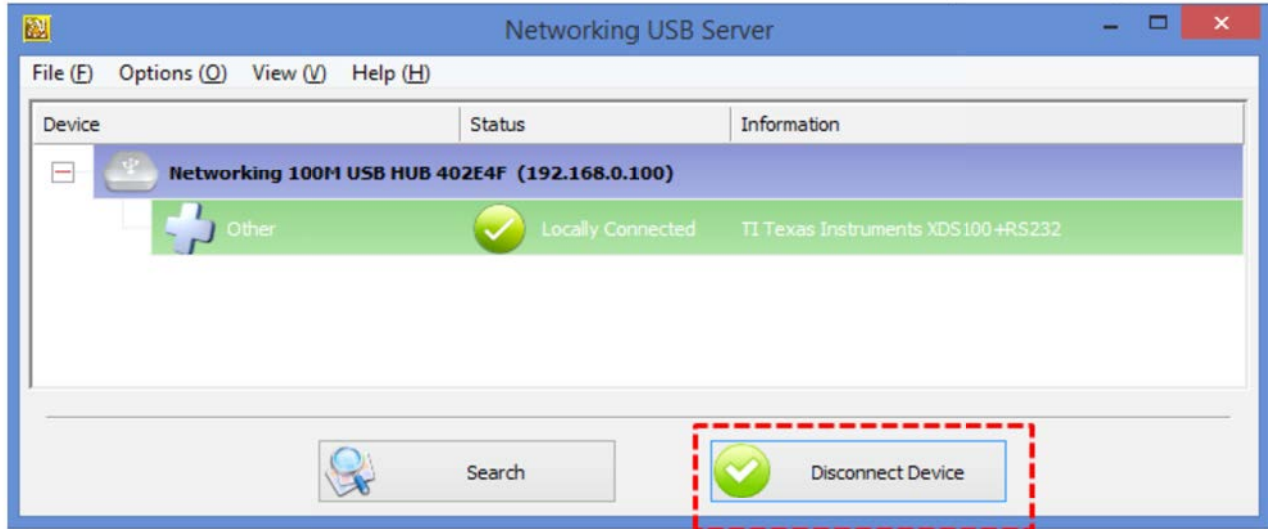 Networking USB Server
File (F) Options (O) View (V) Help (H)
Device Status Information
Networking 100M USB HUB 402E4F (192.168.0.100)
Other Locally Connected TI Texas Instruments XDS100+RS232
Search Disconnect Device